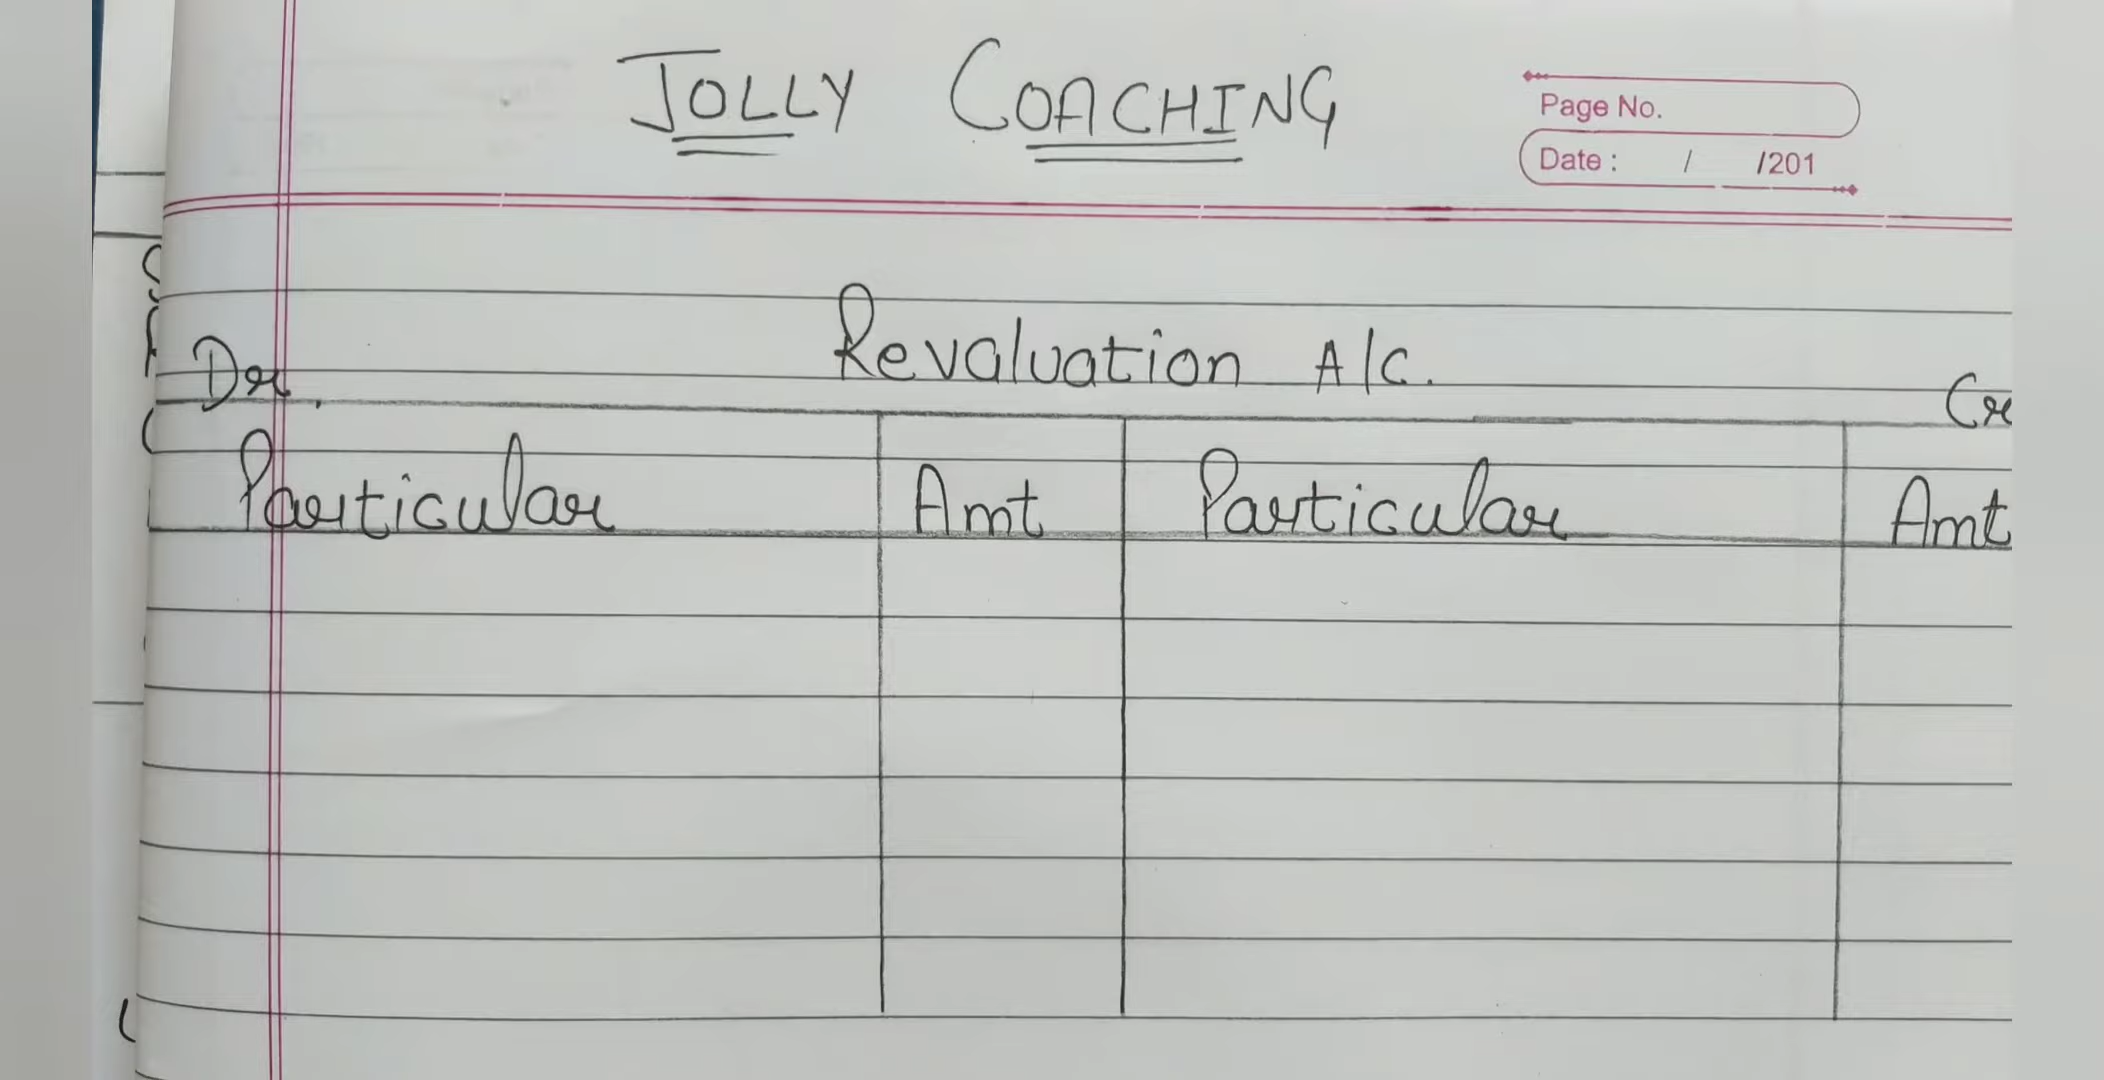 JOLLY COACHING
Page No.
Date : / /201
Revaluation A/c.
Dr. Cr
Particular Amt Particular Amt